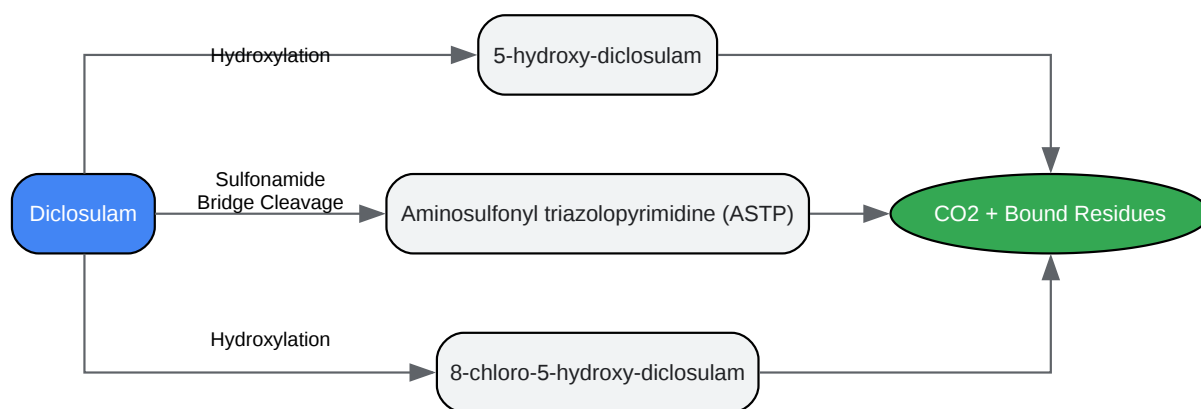 Hydroxylation
5-hydroxy-diclosulam
Diclosulam
Sulfonamide
Bridge Cleavage
Aminosulfonyl triazolopyrimidine (ASTP)
CO2 + Bound Residues
Hydroxylation
8-chloro-5-hydroxy-diclosulam